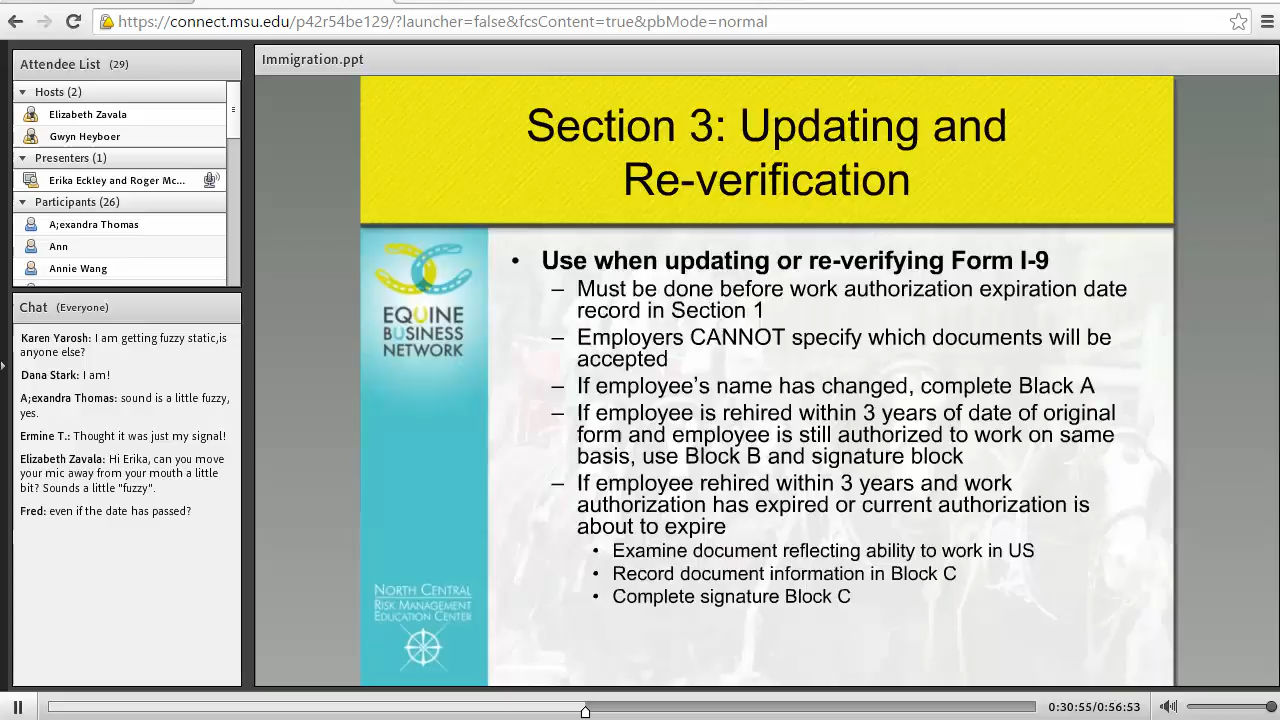 https://connect.msu.edu/p42r54be129/?launcher=false&fcsContent=true&pbMode=normal
Attendee List (29)
Hosts (2)
Elizabeth Zavala
Gwyn Heyboer
Presenters (1)
Erika Eckley and Roger Mc...
Participants (26)
A;exandra Thomas
Ann
Annie Wang
Chat (Everyone)
Karen Yarosh: I am getting fuzzy static,is
anyone else?
Dana Stark: I am!
A;exandra Thomas: sound is a little fuzzy,
yes.
Ermine T.: Thought it was just my signal!
Elizabeth Zavala: Hi Erika, can you move
your mic away from your mouth a little
bit? Sounds a little "fuzzy".
Fred: even if the date has passed?
Immigration.ppt
Section 3: Updating and
Re-verification
EQUINE
BUSINESS
NETWORK
NORTH CENTRAL
RISK MANAGEMENT
EDUCATION CENTER
• Use when updating or re-verifying Form I-9
– Must be done before work authorization expiration date
record in Section 1
– Employers CANNOT specify which documents will be
accepted
– If employee's name has changed, complete Black A
– If employee is rehired within 3 years of date of original
form and employee is still authorized to work on same
basis, use Block B and signature block
– If employee rehired within 3 years and work
authorization has expired or current authorization is
about to expire
• Examine document reflecting ability to work in US
• Record document information in Block C
• Complete signature Block C
0:30:55/0:56:53